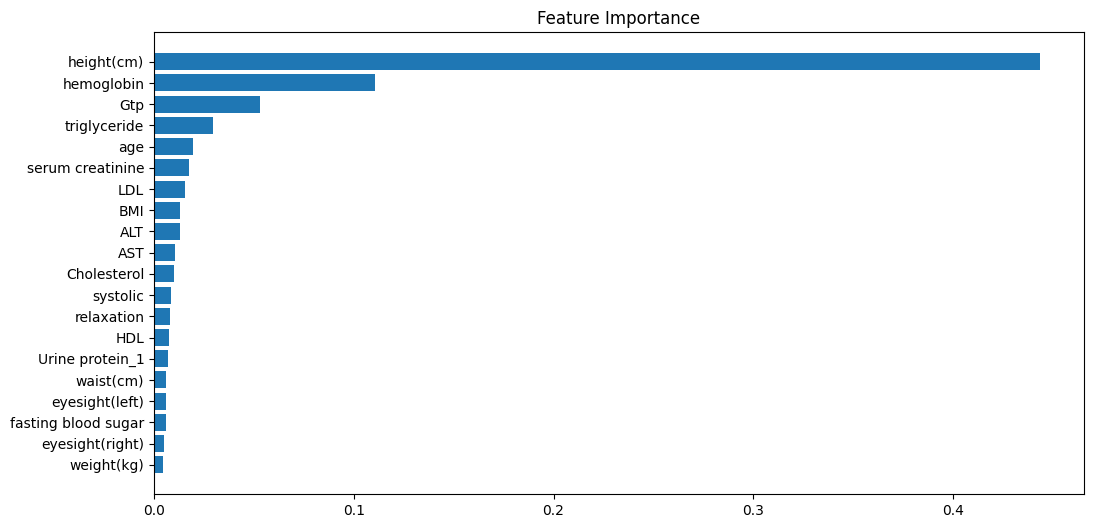 Feature Importance
height(cm)
hemoglobin
Gtp
triglyceride
age
serum creatinine
LDL
BMI
ALT
AST
Cholesterol
systolic
relaxation
HDL
Urine protein_1
waist(cm)
eyesight(left)
fasting blood sugar
eyesight(right)
weight(kg)
0.0 0.1 0.2 0.3 0.4